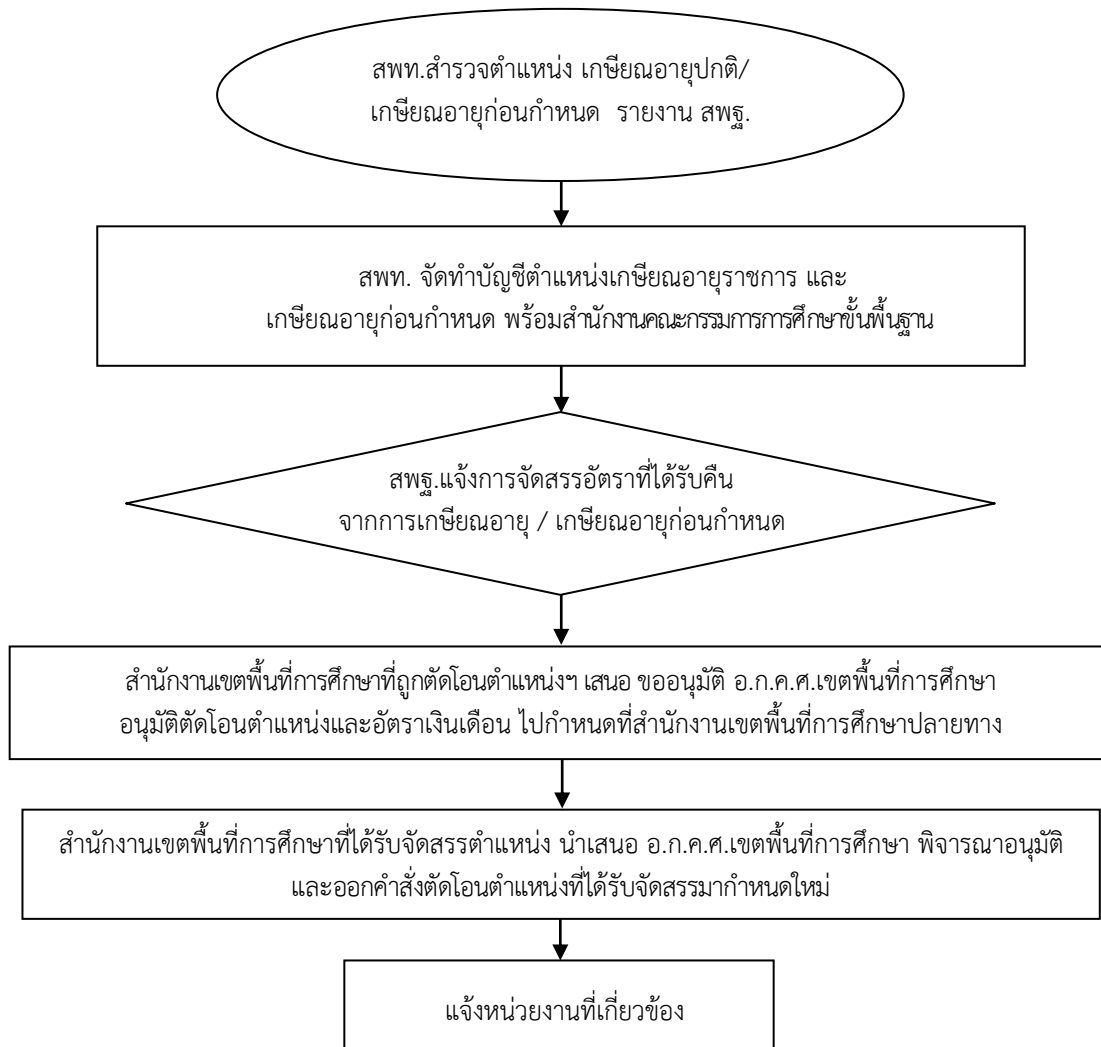 สพท.สำรวจตำแหน่ง เกษียณอายุปกติ/
เกษียณอายุก่อนกำหนด  รายงาน สพฐ.
สพท. จัดทำบัญชีตำแหน่งเกษียณอายุราชการ และ
เกษียณอายุก่อนกำหนด พร้อมสำนักงานคณะกรรมการการศึกษาขั้นพื้นฐาน
สพฐ.แจ้งการจัดสรรอัตราที่ได้รับคืน
จากการเกษียณอายุ / เกษียณอายุก่อนกำหนด
สำนักงานเขตพื้นที่การศึกษาที่ถูกตัดโอนตำแหน่งฯ เสนอ ขออนุมัติ อ.ก.ค.ศ.เขตพื้นที่การศึกษา
อนุมัติตัดโอนตำแหน่งและอัตราเงินเดือน ไปกำหนดที่สำนักงานเขตพื้นที่การศึกษาปลายทาง
สำนักงานเขตพื้นที่การศึกษาที่ได้รับจัดสรรตำแหน่ง นำเสนอ อ.ก.ค.ศ.เขตพื้นที่การศึกษา พิจารณาอนุมัติ
และออกคำสั่งตัดโอนตำแหน่งที่ได้รับจัดสรรมากำหนดใหม่
แจ้งหน่วยงานที่เกี่ยวข้อง